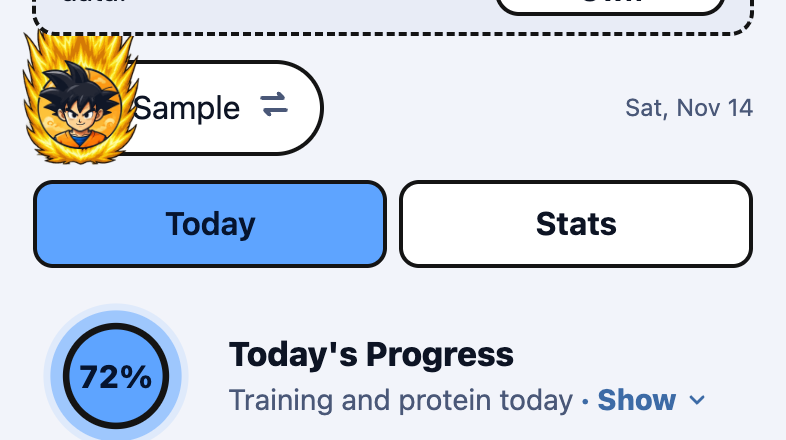 Sample
Sat, Nov 14
Today
Stats
72%
Today's Progress
Training and protein today · Show